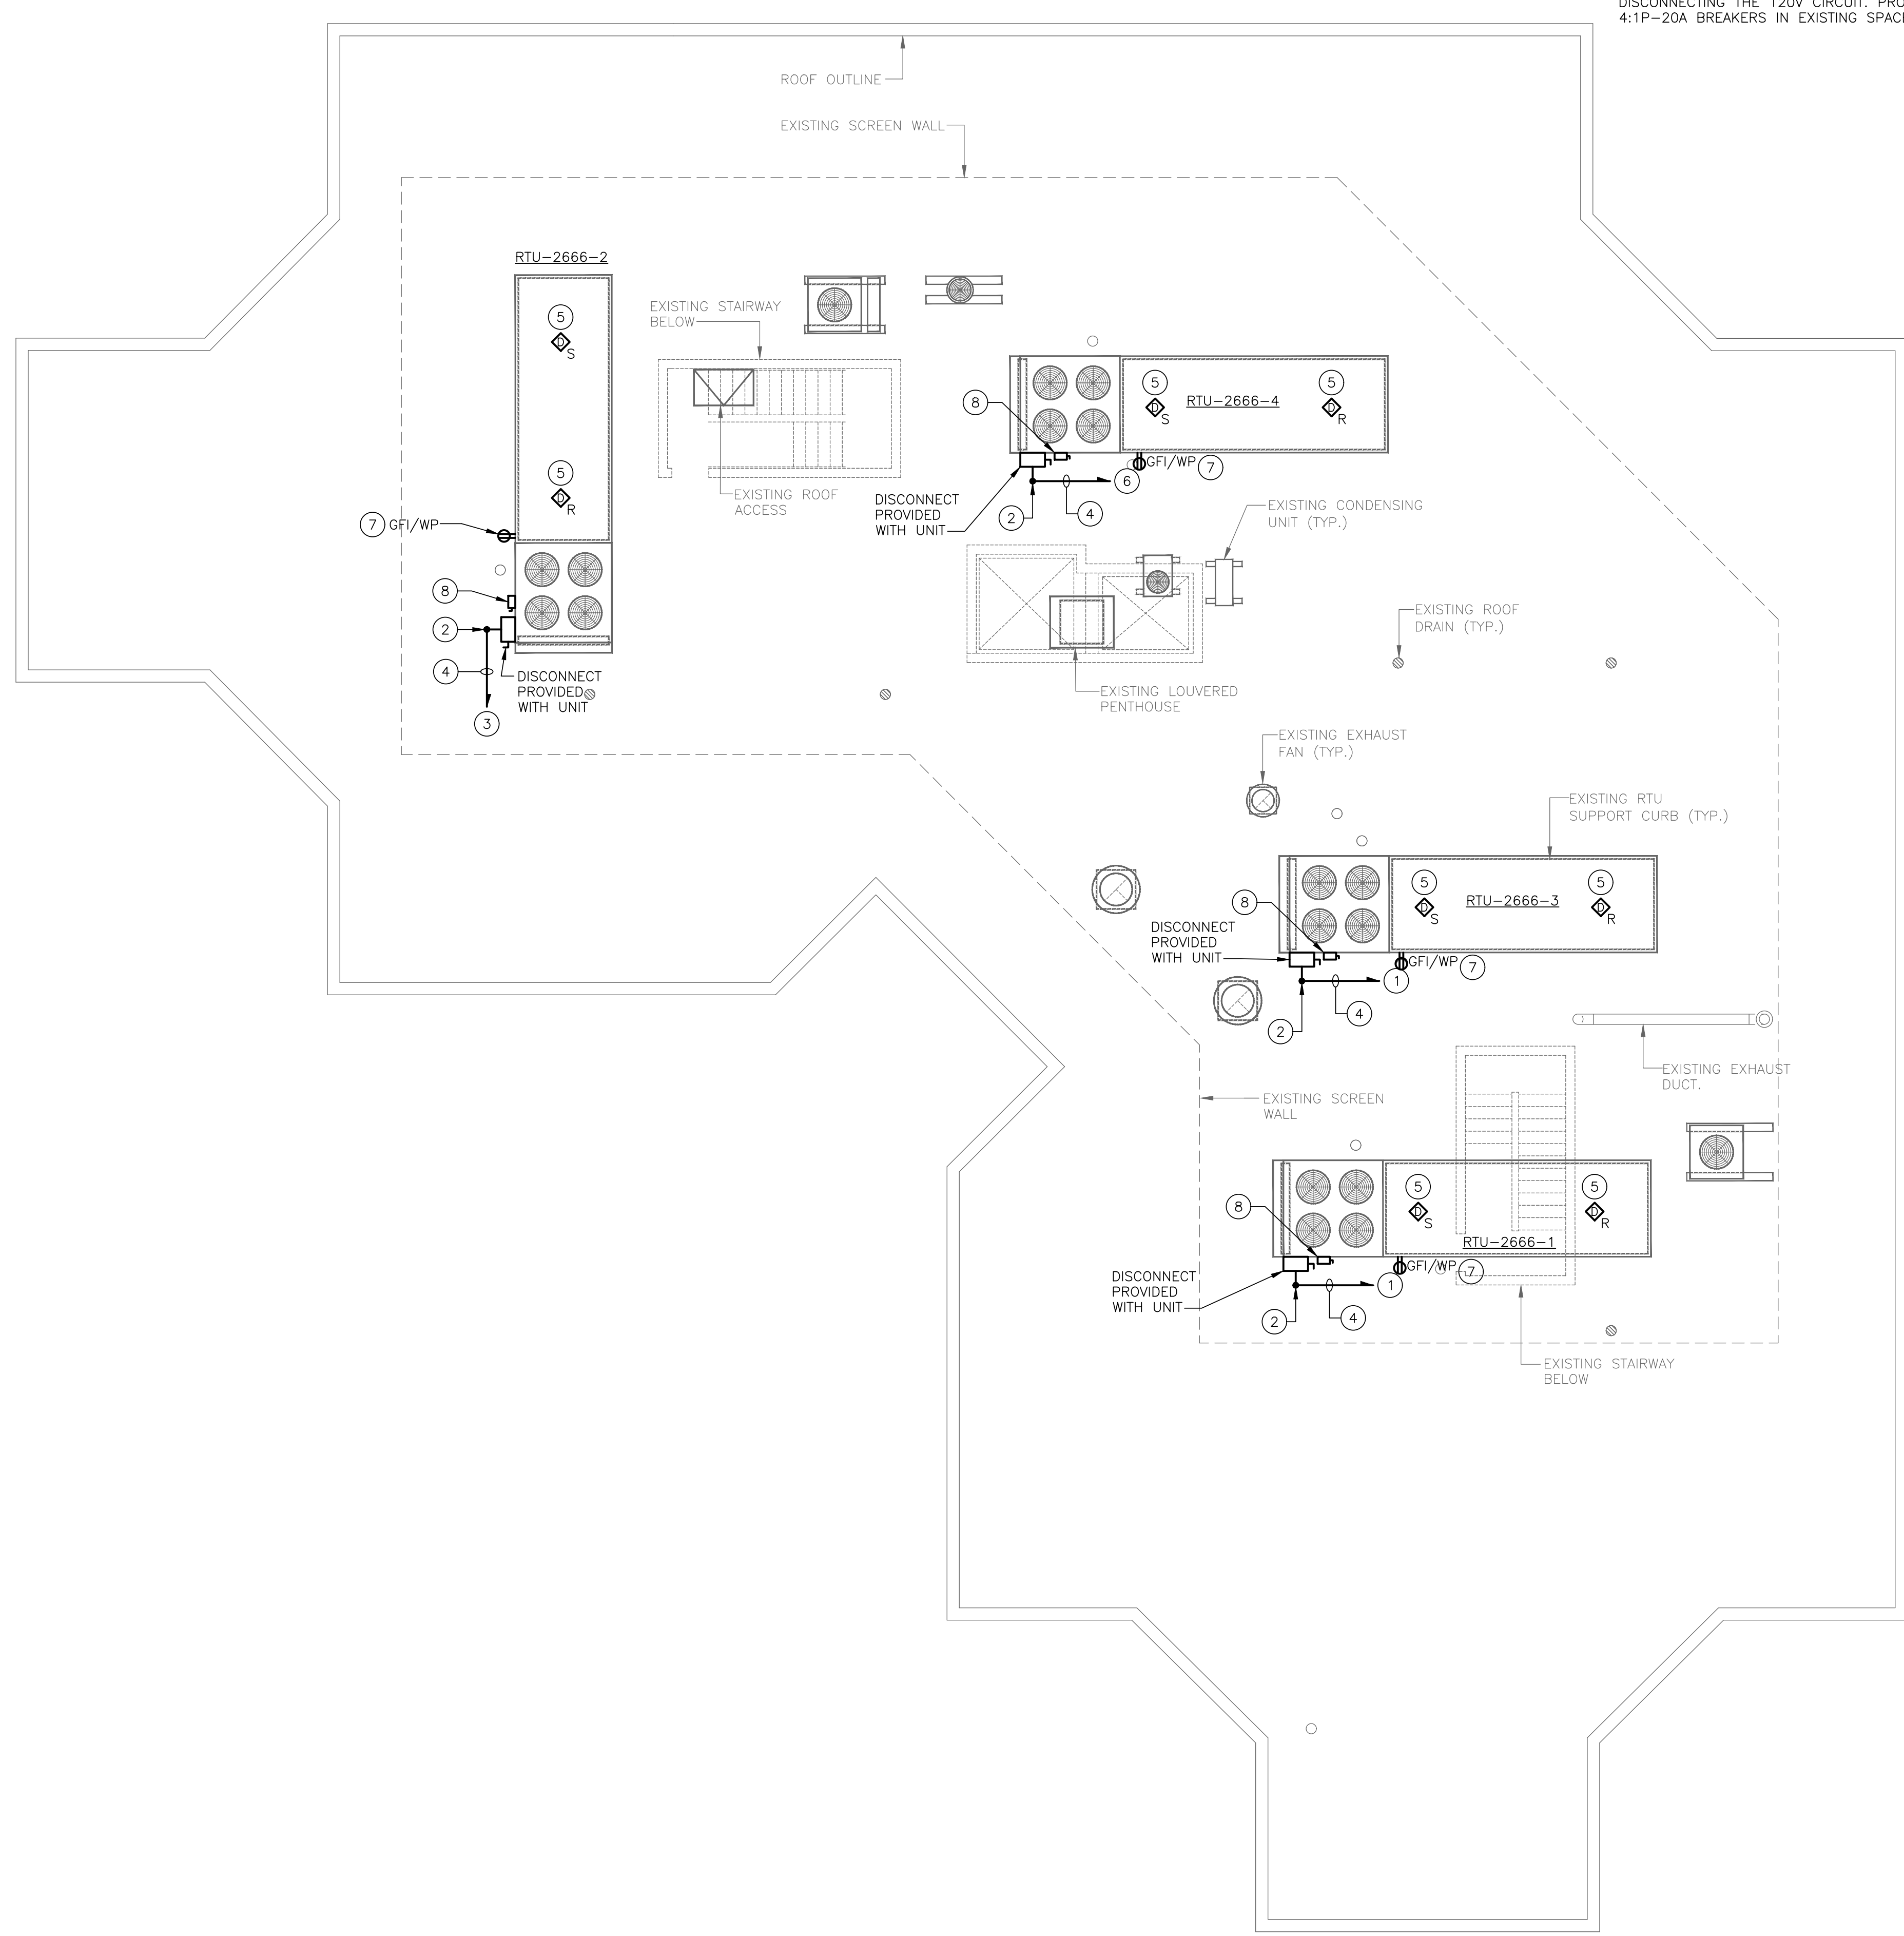 DISCONNECTING THE 120V CIRCUIT.
4:1P-20A BREAKERS IN EXISTING
ROOF OUTLINE
EXISTING SCREEN WALL
RTU-2666-2
5
D
S
5
D
R
7 GFI/WP
8
2
4
3
DISCONNECT
PROVIDED
WITH UNIT
EXISTING STAIRWAY
BELOW
EXISTING ROOF
ACCESS
5
D
S
RTU-2666-4
5
D
R
8
GFI/WP 7
6
DISCONNECT
PROVIDED
WITH UNIT
2
4
EXISTING CONDENSING
UNIT (TYP.)
EXISTING ROOF
DRAIN (TYP.)
EXISTING LOUVERED
PENTHOUSE
EXISTING EXHAUST
FAN (TYP.)
EXISTING RTU
SUPPORT CURB (TYP.)
5
D
S
RTU-2666-3
5
D
R
8
DISCONNECT
PROVIDED
WITH UNIT
GFI/WP 7
1
2
4
EXISTING EXHAUST
DUCT.
EXISTING SCREEN
WALL
5
D
S
5
D
R
8
RTU-2666-1
GFI/WP 7
DISCONNECT
PROVIDED
WITH UNIT
1
2
4
EXISTING STAIRWAY
BELOW